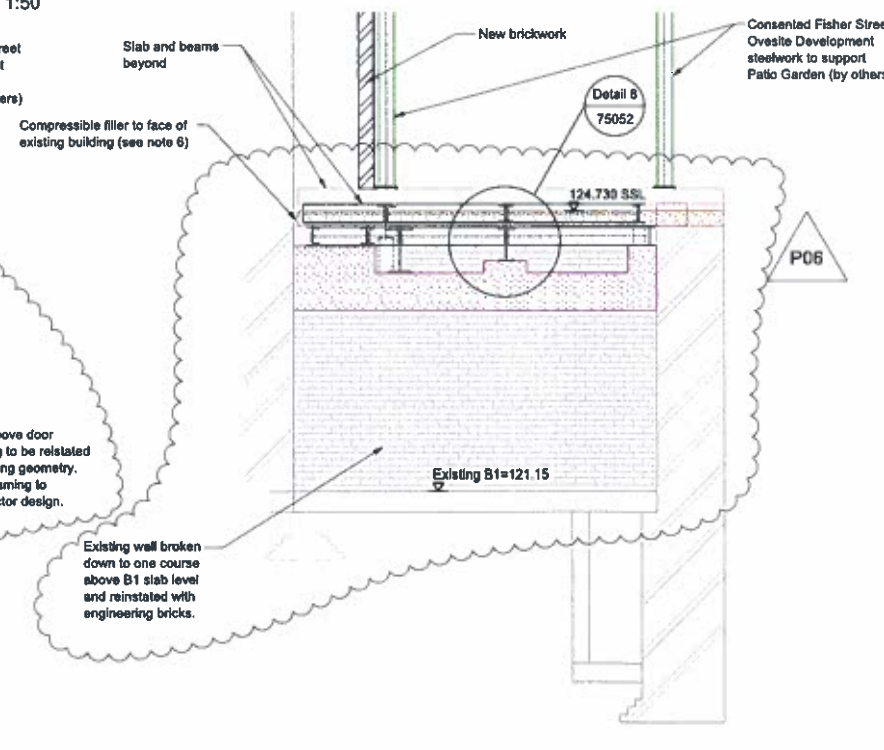 1:50
reet
t
ers)
Slab and beams
beyond
New brickwork
Consented Fisher Stree
Ovesite Development
steelwork to support
Patio Garden (by others
Detail 8
75052
Compressible filler to face of
existing building (see note 6)
124.730 SSL
P06
ove door
g to be reistated
ng geometry.
uming to
ctor design.
Existing B1=121.15
Existing wall broken
down to one course
above B1 slab level
and reinstated with
engineering bricks.